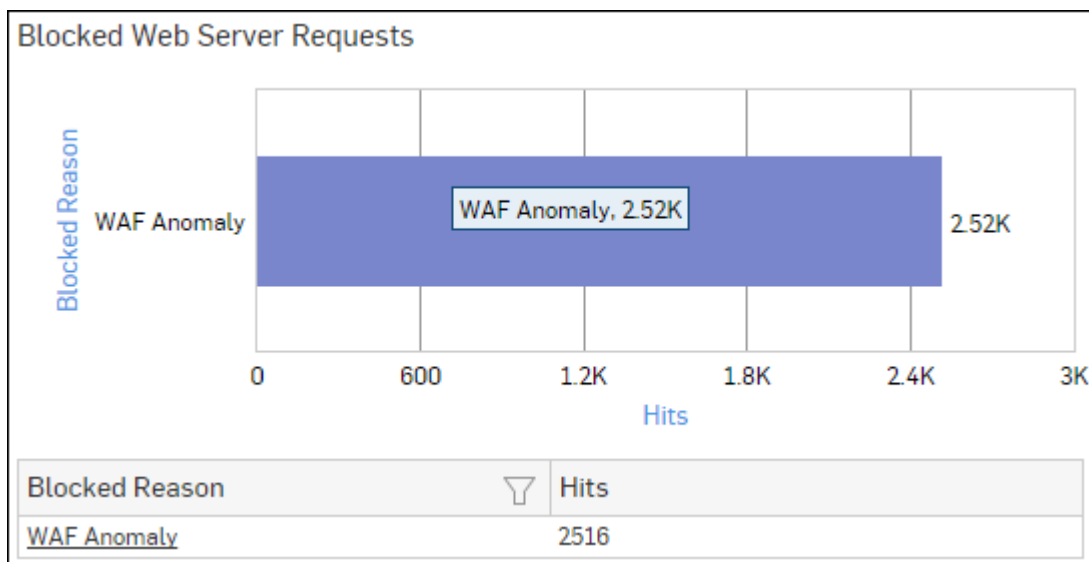 Blocked Web Server Requests
Blocked Reason
WAF Anomaly
WAF Anomaly, 2.52K
2.52K
0 600 1.2K 1.8K 2.4K 3K
Hits
Blocked Reason Hits
WAF Anomaly 2516